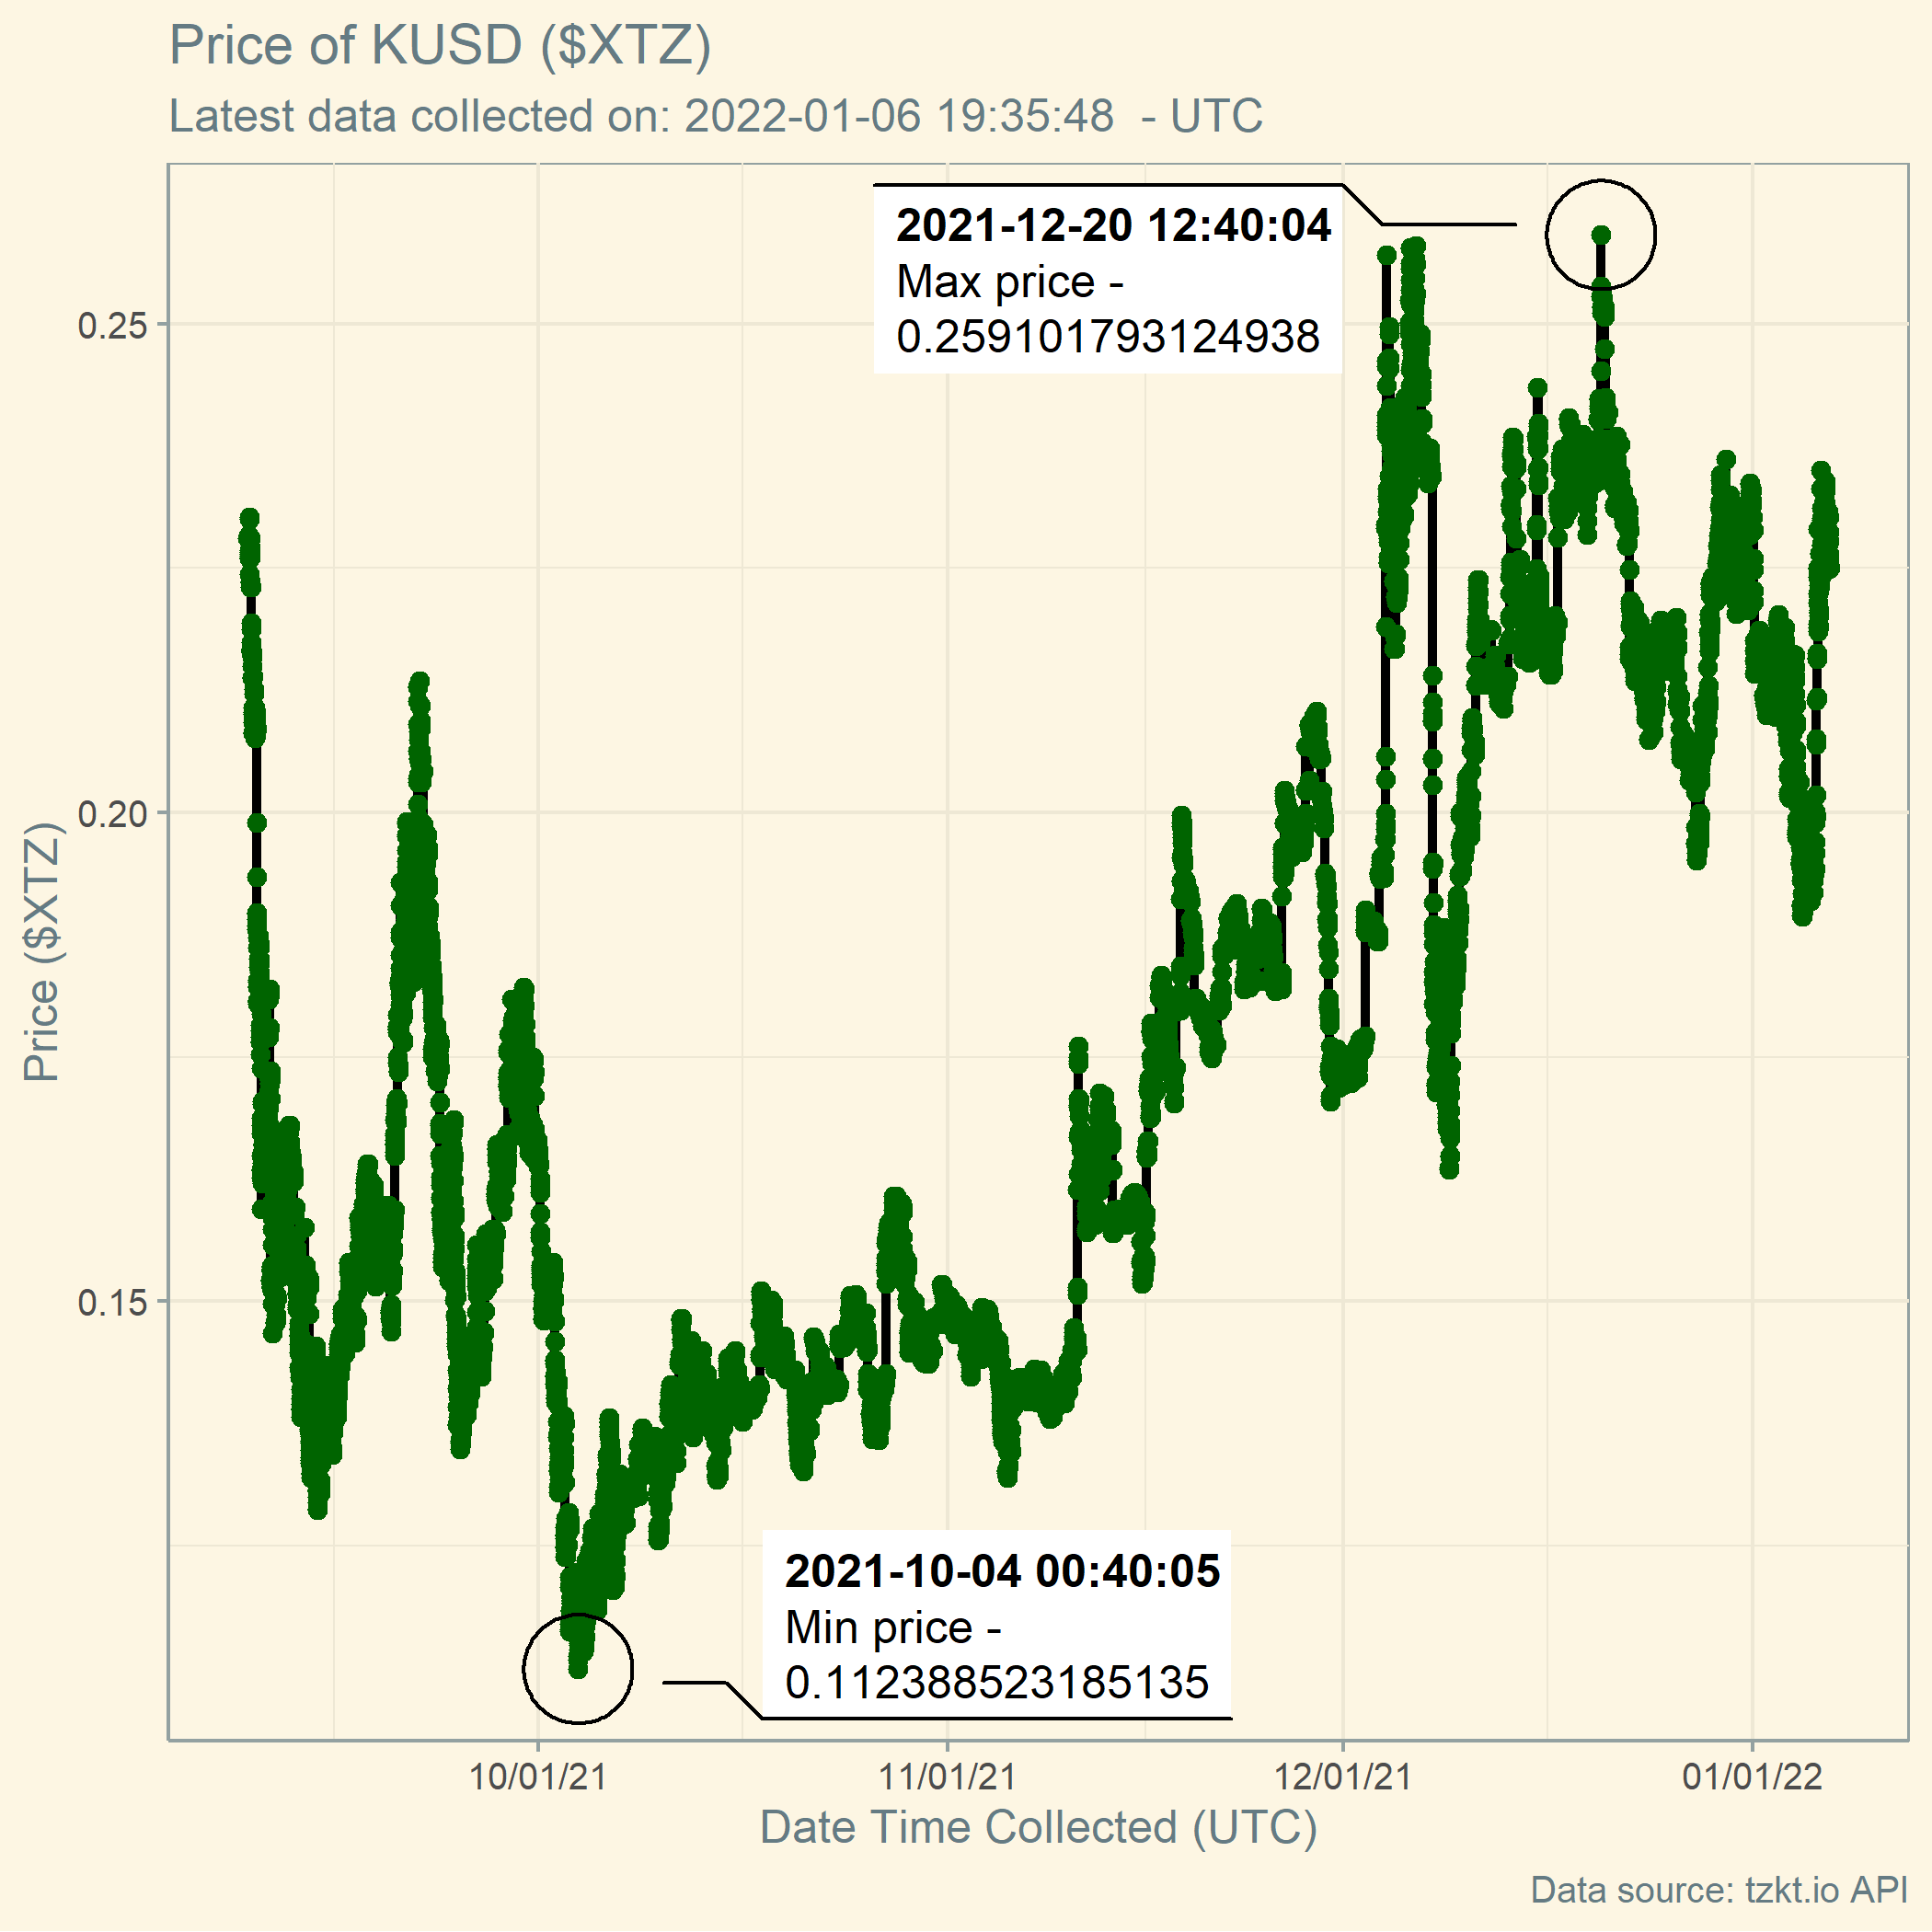 Price of KUSD ($XTZ)
Latest data collected on: 2022-01-06 19:35:48  - UTC
2021-12-20 12:40:04
Max price -
0.259101793124938
0.25
0.20
0.15
Price ($XTZ)
2021-10-04 00:40:05
Min price -
0.112388523185135
10/01/21
11/01/21
12/01/21
01/01/22
Date Time Collected (UTC)
Data source: tzkt.io API